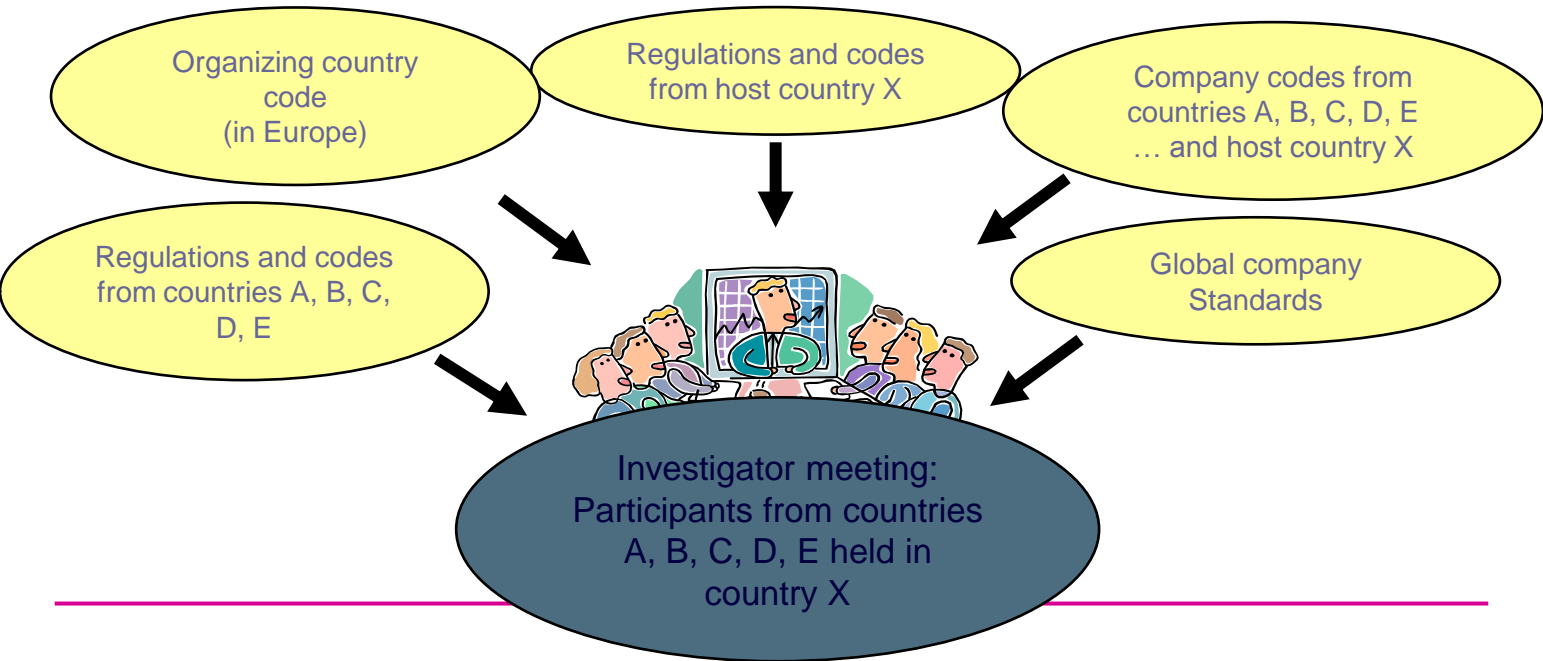 Organizing country
code
(in Europe)
Regulations and codes
from host country X
Company codes from
countries A, B, C, D, E
… and host country X
Regulations and codes
from countries A, B, C,
D, E
Global company
Standards
Investigator meeting:
Participants from countries
A, B, C, D, E held in
country X